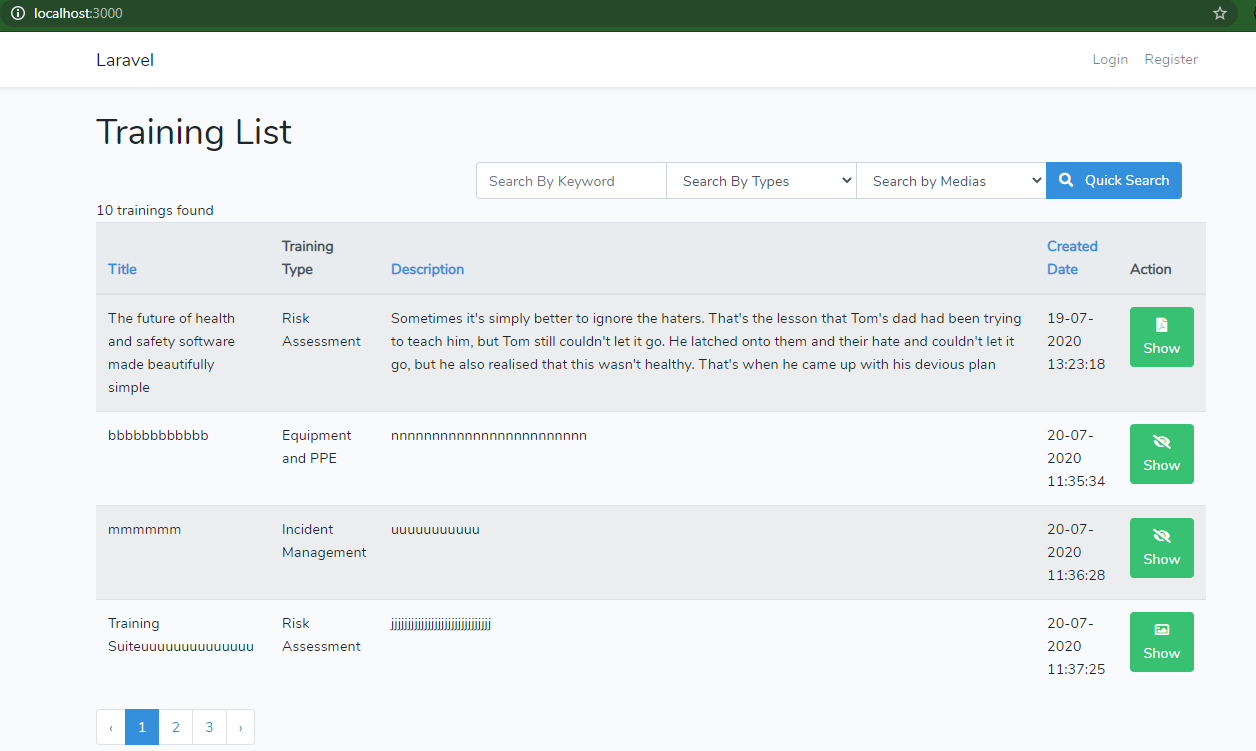 localhost:3000
Laravel
Login Register
Training List
Search By Keyword Search By Types Search by Medias Quick Search
10 trainings found
Title Training Type Description Created Date Action
The future of health and safety software made beautifully simple
Risk Assessment
Sometimes it's simply better to ignore the haters. That's the lesson that Tom's dad had been trying
to teach him, but Tom still couldn't let it go. He latched onto them and their hate and couldn't let it
go, but he also realised that this wasn't healthy. That's when he came up with his devious plan
19-07-2020 13:23:18
Show
bbbbbbbbbbbb
Equipment and PPE
nnnnnnnnnnnnnnnnnnnnnnnn
20-07-2020 11:35:34
Show
mmmmmm
Incident Management
uuuuuuuuuuu
20-07-2020 11:36:28
Show
Training Suiteuuuuuuuuuuuuuu
Risk Assessment
jjjjjjjjjjjjjjjjjjjjjjjjjjjjjj
20-07-2020 11:37:25
Show
‹ 1 2 3 ›